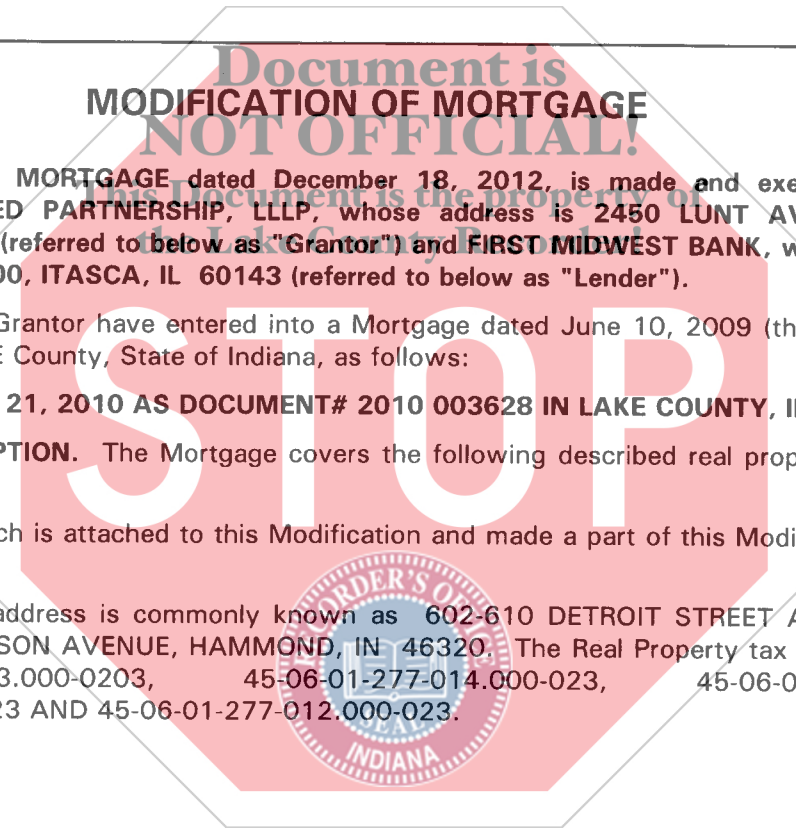 Document is
MODIFICATION OF MORTGAGE
NOT OFFICIAL!
MORTGAGE dated December 18, 2012, is made and exe
This Document is the property of
ED PARTNERSHIP, LLLP, whose address is 2450 LUNT AV
the Lake County Recorder!
(referred to below as "Grantor") and FIRST MIDWEST BANK, w
00, ITASCA, IL 60143 (referred to below as "Lender").
Grantor have entered into a Mortgage dated June 10, 2009 (th
E County, State of Indiana, as follows:
21, 2010 AS DOCUMENT# 2010 003628 IN LAKE COUNTY, I
PTION. The Mortgage covers the following described real prop
STOP
ch is attached to this Modification and made a part of this Modi
address is commonly known as 602-610 DETROIT STREET A
SON AVENUE, HAMMOND, IN 46320. The Real Property tax
3.000-0203, 45-06-01-277-014.000-023, 45-06-0
23 AND 45-06-01-277-012.000-023.
RECORDER'S OFFICE
SEAL
INDIANA